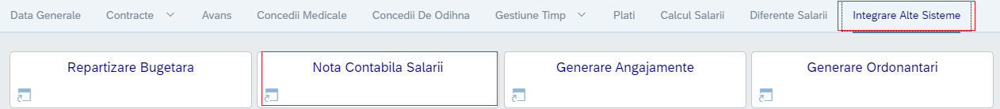 Data Generale Contracte Avans Concedii Medicale Concedii De Odihna Gestiune Timp Plati Calcul Salarii Diferente Salarii Integrare Alte Sisteme
Repartizare Bugetara Nota Contabila Salarii Generare Angajamente Generare Ordonantari